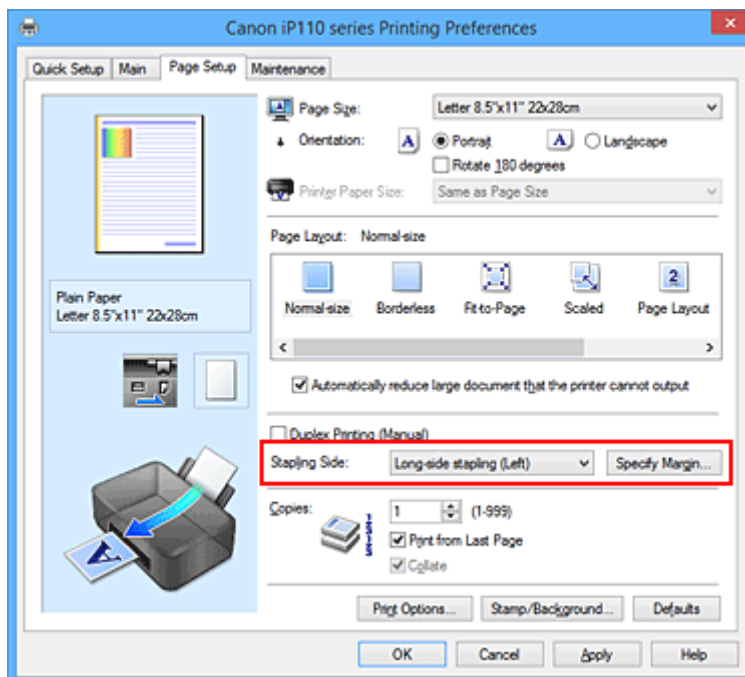 Canon iP110 series Printing Preferences
Quick Setup Main Page Setup Maintenance
Page Size: Letter 8.5"x11" 22x28cm
Orientation: A Portrait A Landscape
Rotate 180 degrees
Printer Paper Size: Same as Page Size
Page Layout: Normal-size
2
Normal-size Borderless Fit-to-Page Scaled Page Layout
Plain Paper
Letter 8.5"x11" 22x28cm
Automatically reduce large document that the printer cannot output
Duplex Printing (Manual)
Stapling Side: Long-side stapling (Left) Specify Margin...
Copies: 1 (1-999)
Print from Last Page
Collate
A
Print Options... Stamp/Background... Defaults
OK Cancel Apply Help